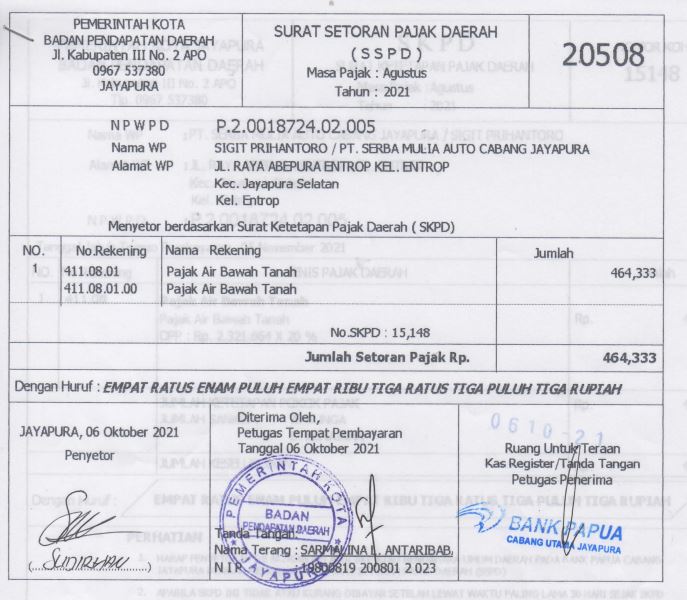 PEMERINTAH KOTA
BADAN PENDAPATAN DAERAH
Jl. Kabupaten III No. 2 APO
0967 537380
JAYAPURA
SURAT SETORAN PAJAK DAERAH
( S S P D )
Masa Pajak : Agustus
Tahun : 2021
20508
N P W P D P.2.0018724.02.005
Nama WP SIGIT PRIHANTORO / PT. SERBA MULIA AUTO CABANG JAYAPURA
Alamat WP JL. RAYA ABEPURA ENTROP KEL. ENTROP
Kec. Jayapura Selatan
Kel. Entrop
Menyetor berdasarkan Surat Ketetapan Pajak Daerah ( SKPD)
NO. No.Rekening Nama Rekening Jumlah
1 411.08.01 Pajak Air Bawah Tanah 464,333
411.08.01.00 Pajak Air Bawah Tanah
No.SKPD : 15,148
Jumlah Setoran Pajak Rp. 464,333
Dengan Huruf : EMPAT RATUS ENAM PULUH EMPAT RIBU TIGA RATUS TIGA PULUH TIGA RUPIAH
JAYAPURA, 06 Oktober 2021
Penyetor
SUDIRMAN
(....................)
Diterima Oleh,
Petugas Tempat Pembayaran
Tanggal 06 Oktober 2021
PEMERINTAH KOTA
BADAN
PENDAPATAN DAERAH
JAYAPURA
Tanda Tangan:
Nama Terang : SARMALINA L. ANTARIBAB.
N I P : 19800819 200801 2 023
0610-21
Ruang Untuk Teraan
Kas Register/Tanda Tangan
Petugas Penerima
BANK PAPUA
CABANG UTAMA JAYAPURA